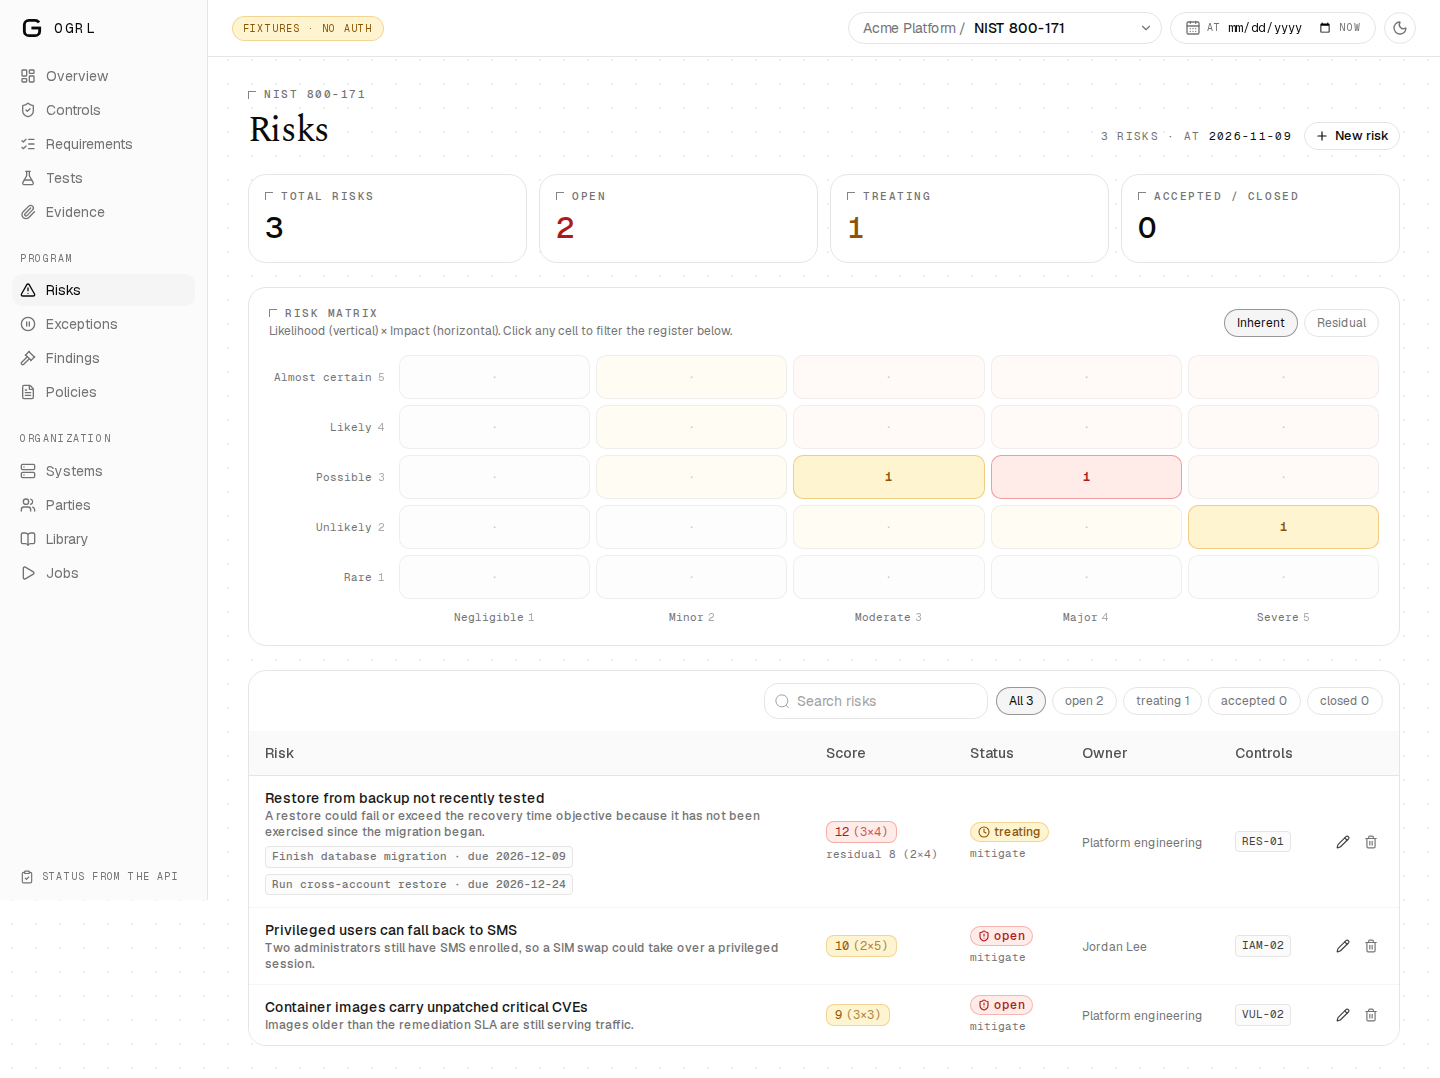 OGRL
FIXTURES · NO AUTH
Acme Platform / NIST 800-171
AT mm/dd/yyyy NOW
Overview
Controls
Requirements
Tests
Evidence
PROGRAM
Risks
Exceptions
Findings
Policies
ORGANIZATION
Systems
Parties
Library
Jobs
STATUS FROM THE API
NIST 800-171
Risks
3 RISKS · AT 2026-11-09
New risk
TOTAL RISKS
3
OPEN
2
TREATING
1
ACCEPTED / CLOSED
0
RISK MATRIX
Likelihood (vertical) × Impact (horizontal). Click any cell to filter the register below.
Inherent
Residual
Almost certain 5 · · · · ·
Likely 4 · · · · ·
Possible 3 · · 1 1 ·
Unlikely 2 · · · · 1
Rare 1 · · · · ·
Negligible 1 Minor 2 Moderate 3 Major 4 Severe 5
Search risks
All 3
open 2
treating 1
accepted 0
closed 0
Risk Score Status Owner Controls
Restore from backup not recently tested
A restore could fail or exceed the recovery time objective because it has not been
exercised since the migration began.
Finish database migration · due 2026-12-09
Run cross-account restore · due 2026-12-24
12 (3×4)
residual 8 (2×4)
treating
mitigate
Platform engineering
RES-01
Privileged users can fall back to SMS
Two administrators still have SMS enrolled, so a SIM swap could take over a privileged
session.
10 (2×5)
open
mitigate
Jordan Lee
IAM-02
Container images carry unpatched critical CVEs
Images older than the remediation SLA are still serving traffic.
9 (3×3)
open
mitigate
Platform engineering
VUL-02